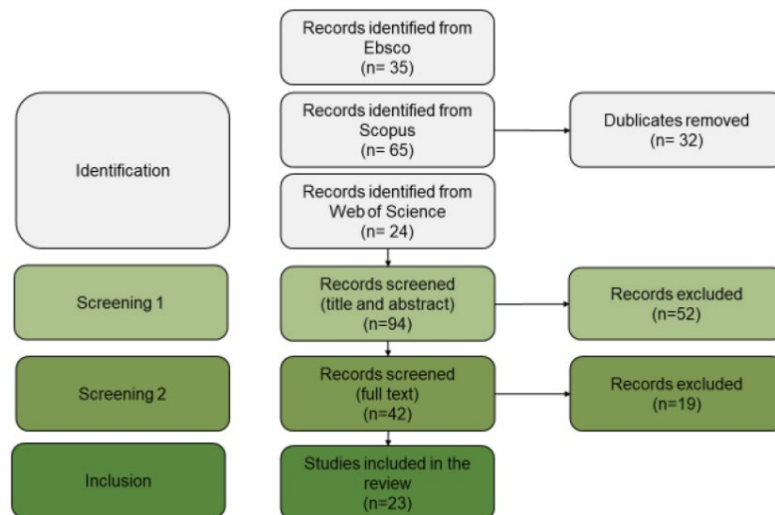 Records identified from
Ebsco
(n= 35)
Identification
Records identified from
Scopus
(n= 65)
Dublicates removed
(n= 32)
Records identified from
Web of Science
(n= 24)
Screening 1
Records screened
(title and abstract)
(n=94)
Records excluded
(n=52)
Screening 2
Records screened
(full text)
(n=42)
Records excluded
(n=19)
Inclusion
Studies included in the
review
(n=23)